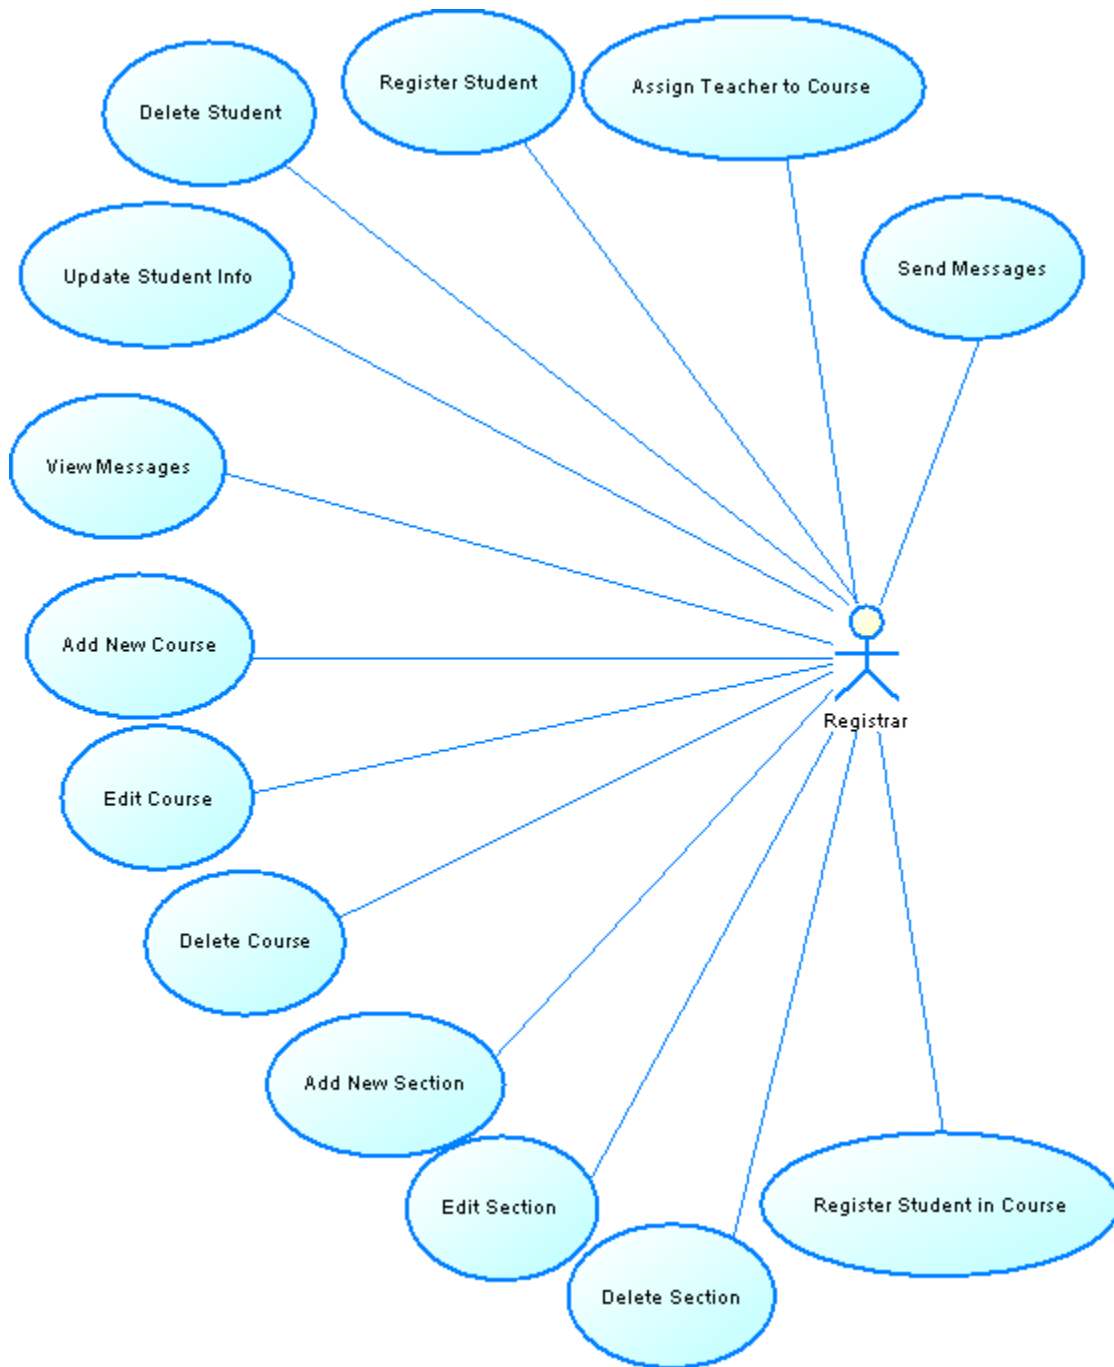 Register Student
Assign Teacher to Course
Delete Student
Send Messages
Update Student Info
View Messages
Add New Course
Registrar
Edit Course
Delete Course
Add New Section
Edit Section
Register Student in Course
Delete Section